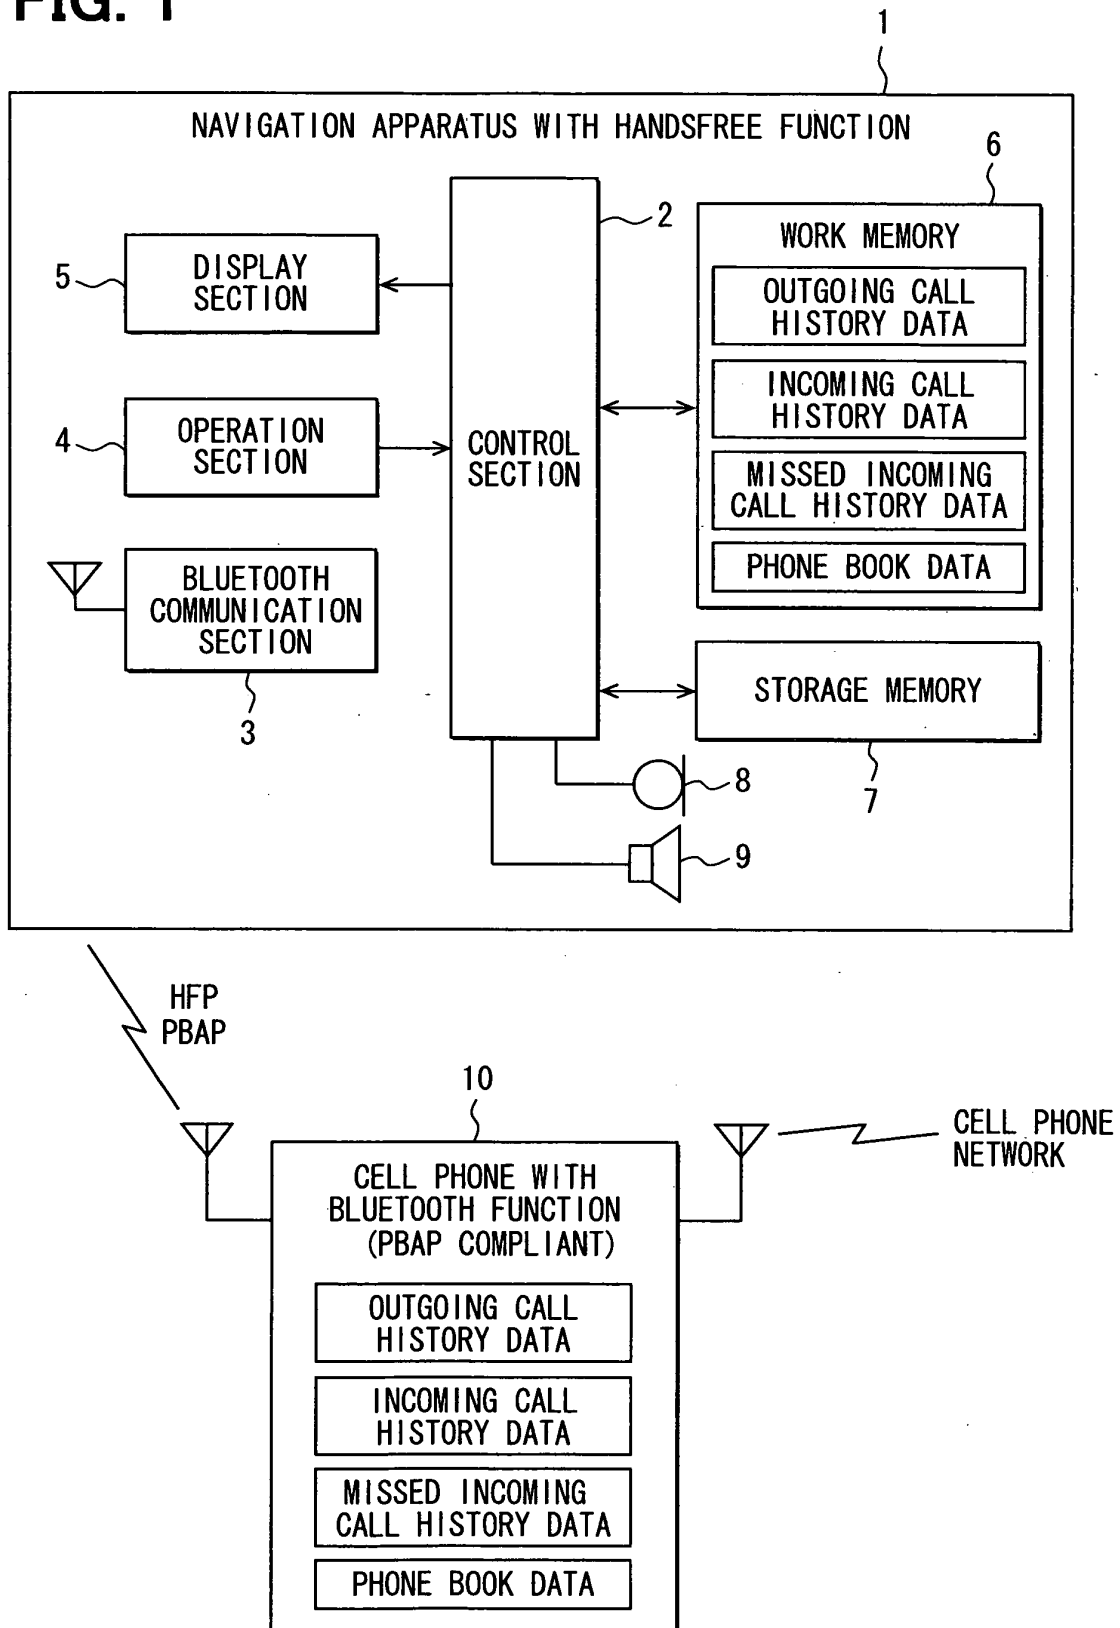 FIG. 1
1
NAVIGATION APPARATUS WITH HANDSFREE FUNCTION
6
2
WORK MEMORY
5
DISPLAY
SECTION
OUTGOING CALL
HISTORY DATA
INCOMING CALL
HISTORY DATA
4
OPERATION
SECTION
CONTROL
SECTION
MISSED INCOMING
CALL HISTORY DATA
PHONE BOOK DATA
BLUETOOTH
COMMUNICATION
SECTION
3
STORAGE MEMORY
7
8
9
HFP
PBAP
10
CELL PHONE
NETWORK
CELL PHONE WITH
BLUETOOTH FUNCTION
(PBAP COMPLIANT)
OUTGOING CALL
HISTORY DATA
INCOMING CALL
HISTORY DATA
MISSED INCOMING
CALL HISTORY DATA
PHONE BOOK DATA